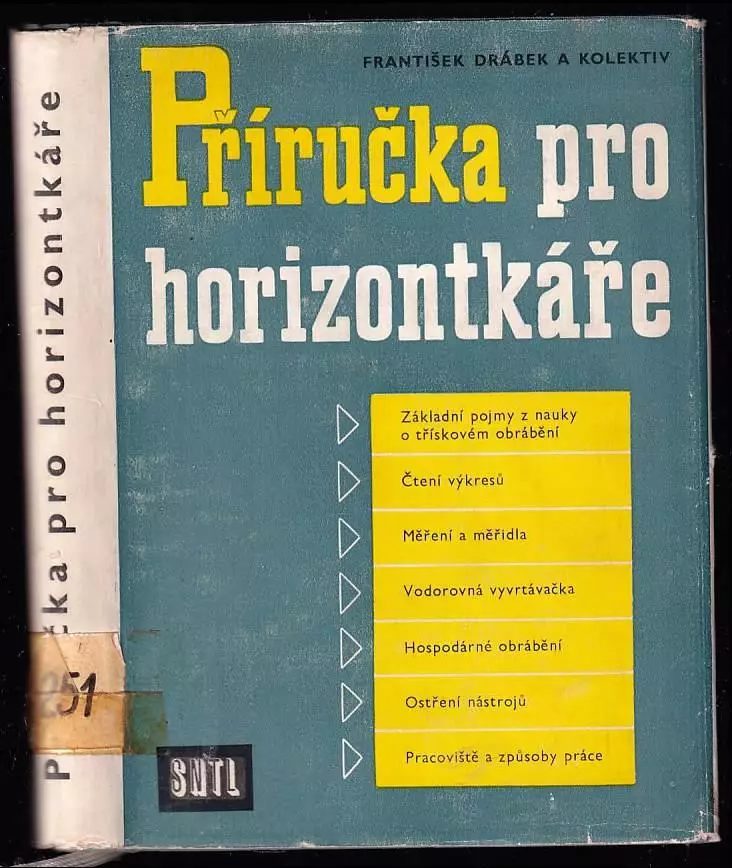 FRANTIŠEK DRÁBEK A KOLEKTIV
Příručka pro
horizontkáře
Základní pojmy z nauky
o třískovém obrábění
Čtení výkresů
Měření a měřidla
Vodorovná vyvrtávačka
Hospodárné obrábění
Ostření nástrojů
Pracoviště a způsoby práce
SNTL
pro horizontkáře
51